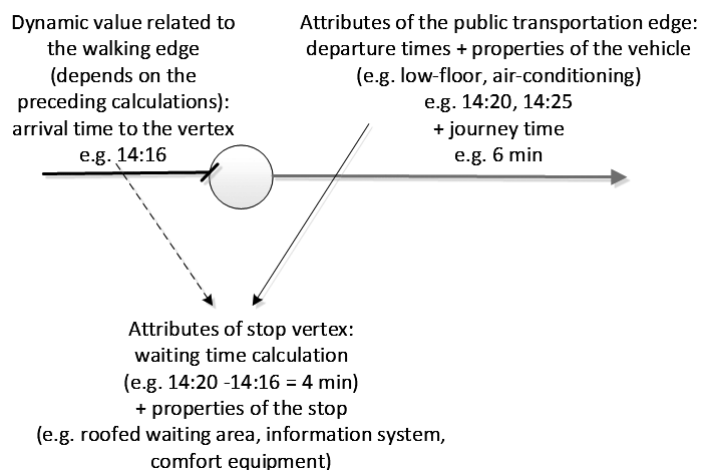 Dynamic value related to
the walking edge
(depends on the
preceding calculations):
arrival time to the vertex
e.g. 14:16
Attributes of the public transportation edge:
departure times + properties of the vehicle
(e.g. low-floor, air-conditioning)
e.g. 14:20, 14:25
+ journey time
e.g. 6 min
Attributes of stop vertex:
waiting time calculation
(e.g. 14:20 -14:16 = 4 min)
+ properties of the stop
(e.g. roofed waiting area, information system,
comfort equipment)